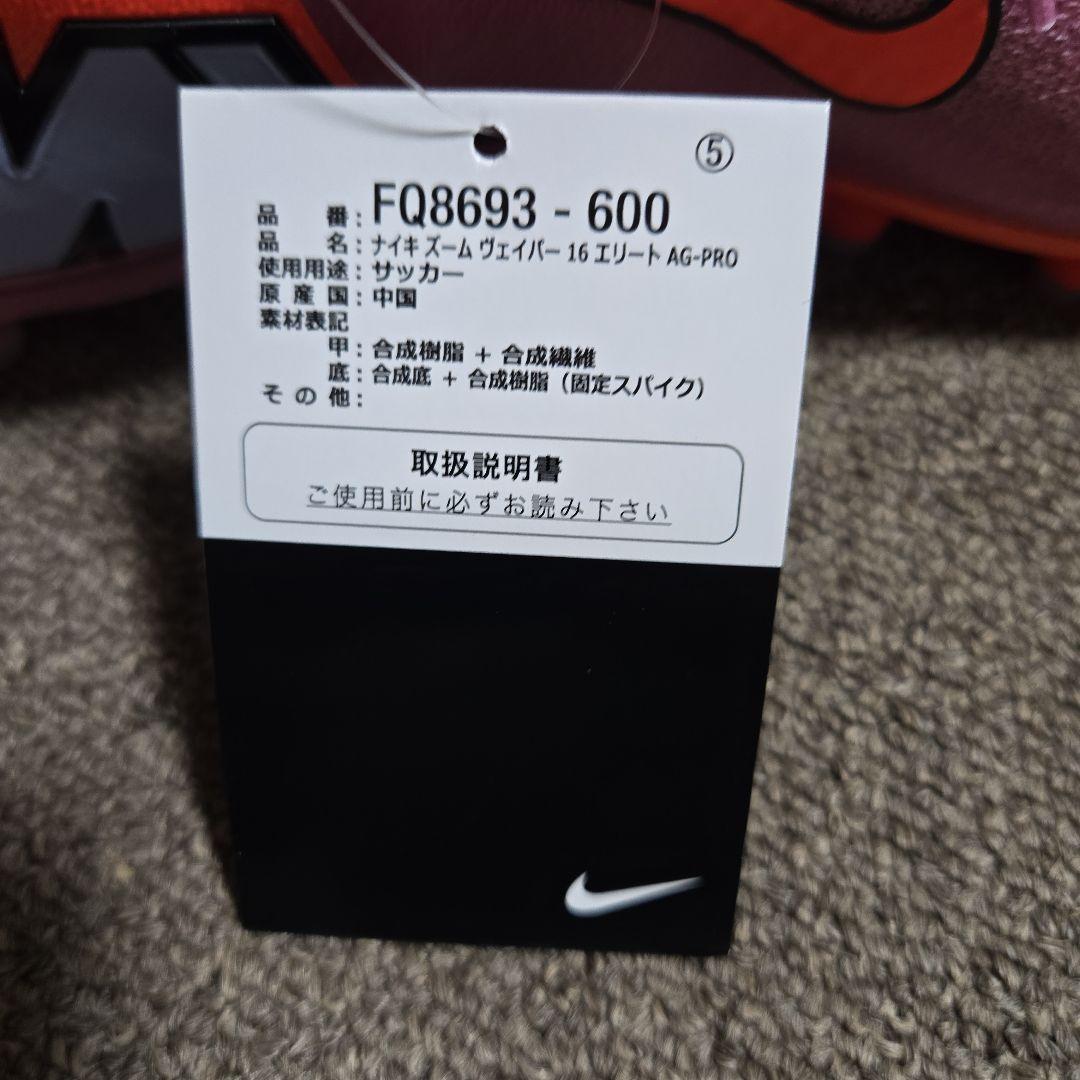 ⑤
品番：FQ8693 - 600
品名：ナイキ ズーム ヴェイパー 16 エリート AG-PRO
使用用途：サッカー
原産国：中国
素材表記
甲：合成樹脂 + 合成繊維
底：合成底 + 合成樹脂（固定スパイク）
その他：
取扱説明書
ご使用前に必ずお読み下さい